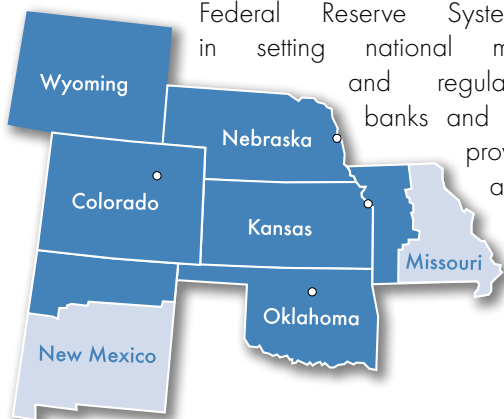 Federal Reserve Syste
in setting national m
and regula
banks and
prov
a
Wyoming
Nebraska
Colorado
Kansas
Missouri
Oklahoma
New Mexico